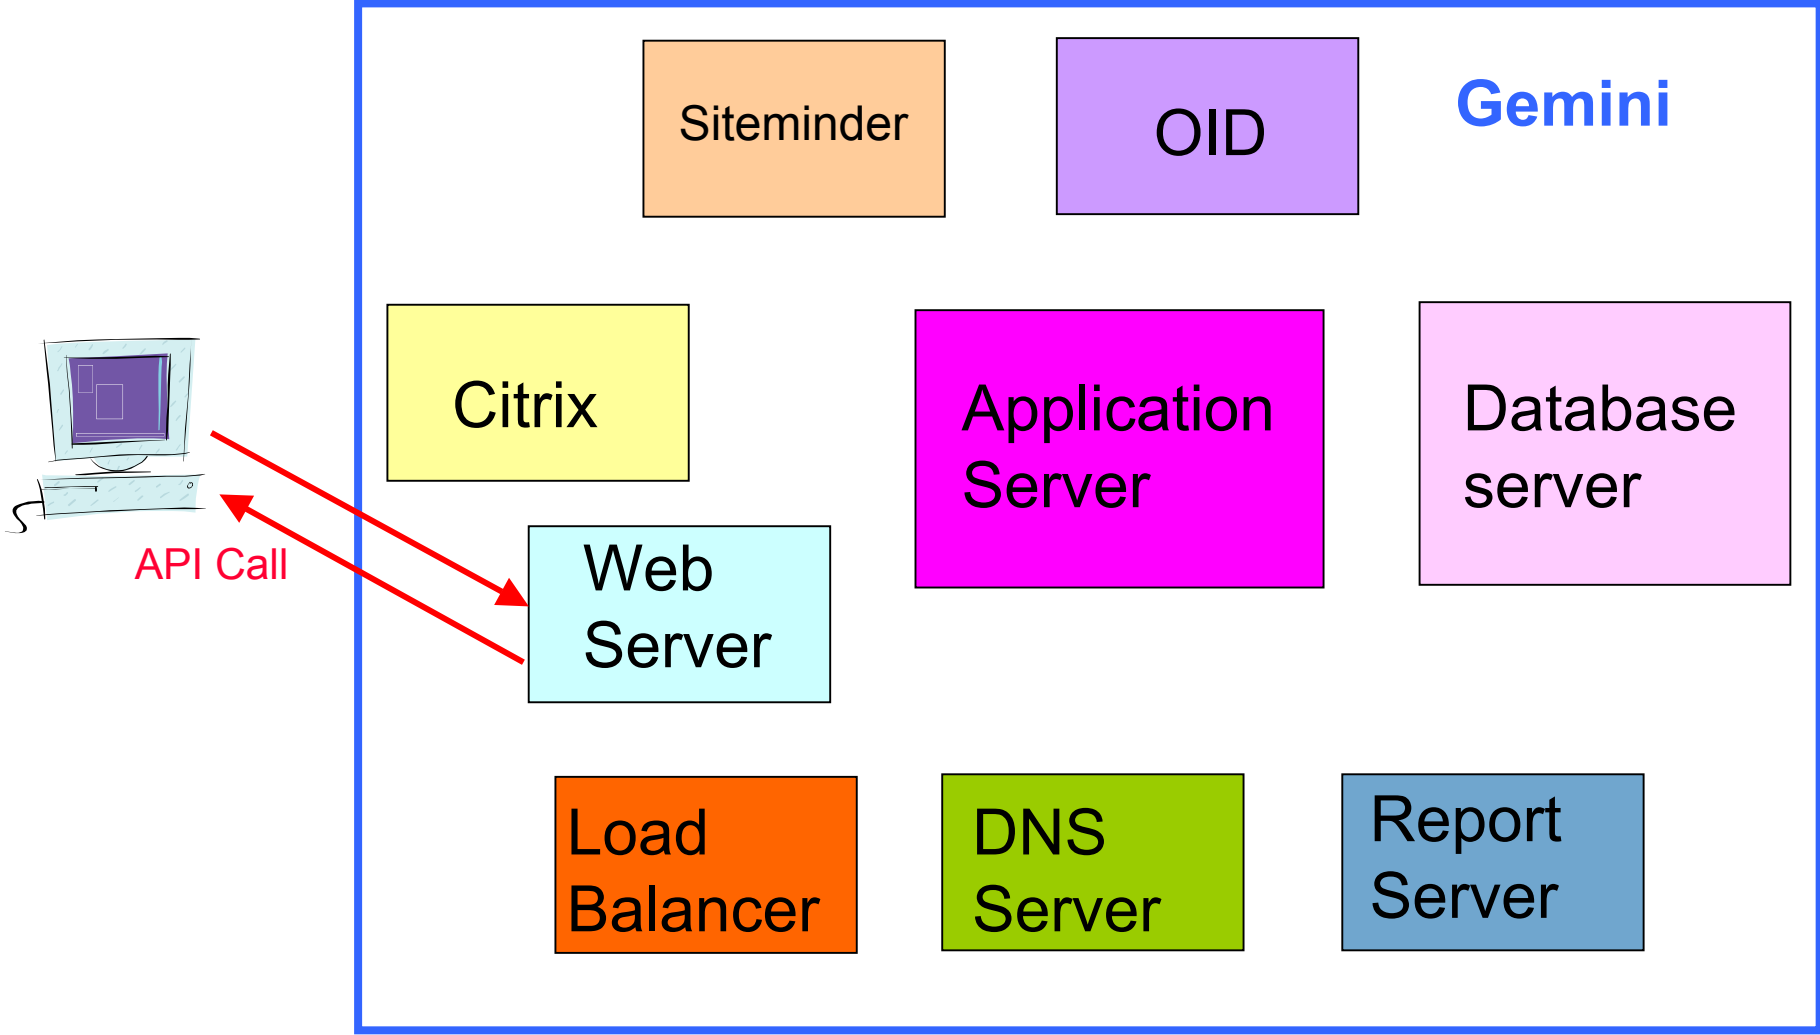 Siteminder
OID
Gemini
Citrix
Application
Server
Database
server
API Call
Web
Server
Load
Balancer
DNS
Server
Report
Server